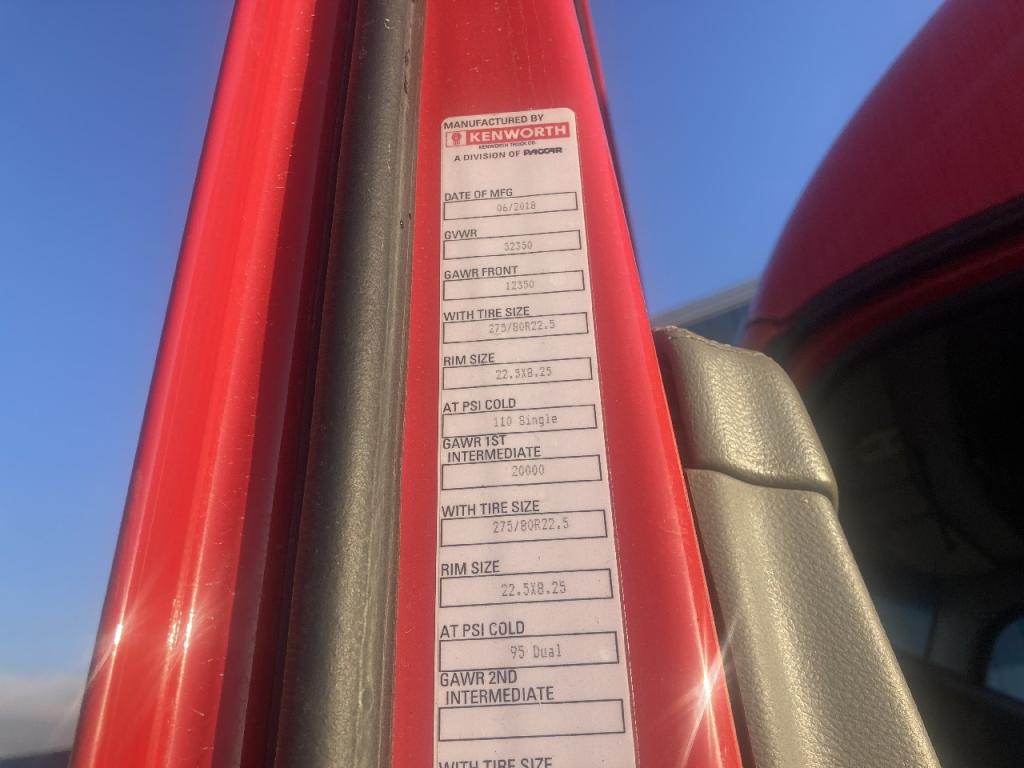 MANUFACTURED BY
KENWORTH
KENWORTH TRUCK CO.
A DIVISION OF PACCAR
DATE OF MFG
06/2018
GVWR
32350
GAWR FRONT
12350
WITH TIRE SIZE
275/80R22.5
RIM SIZE
22.5X8.25
AT PSI COLD
110 Single
GAWR 1ST
INTERMEDIATE
20000
WITH TIRE SIZE
275/80R22.5
RIM SIZE
22.5X8.25
AT PSI COLD
95 Dual
GAWR 2ND
INTERMEDIATE
WITH TIRE SIZE